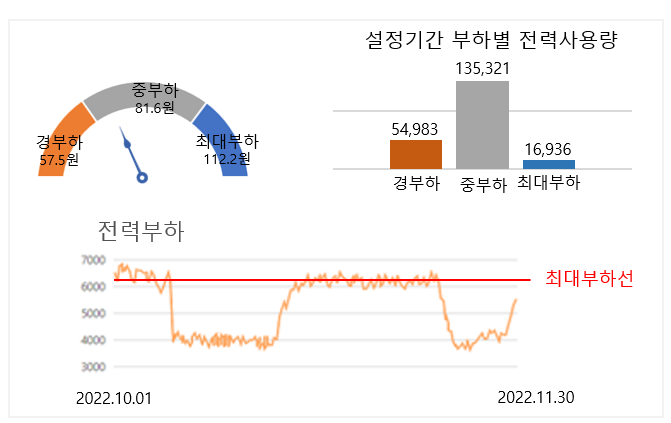 설정기간 부하별 전력사용량
135,321
54,983
16,936
경부하
중부하
최대부하
중부하
81.6원
경부하
57.5원
최대부하
112.2원
전력부하
7000
6000
5000
4000
3000
최대부하선
2022.10.01
2022.11.30